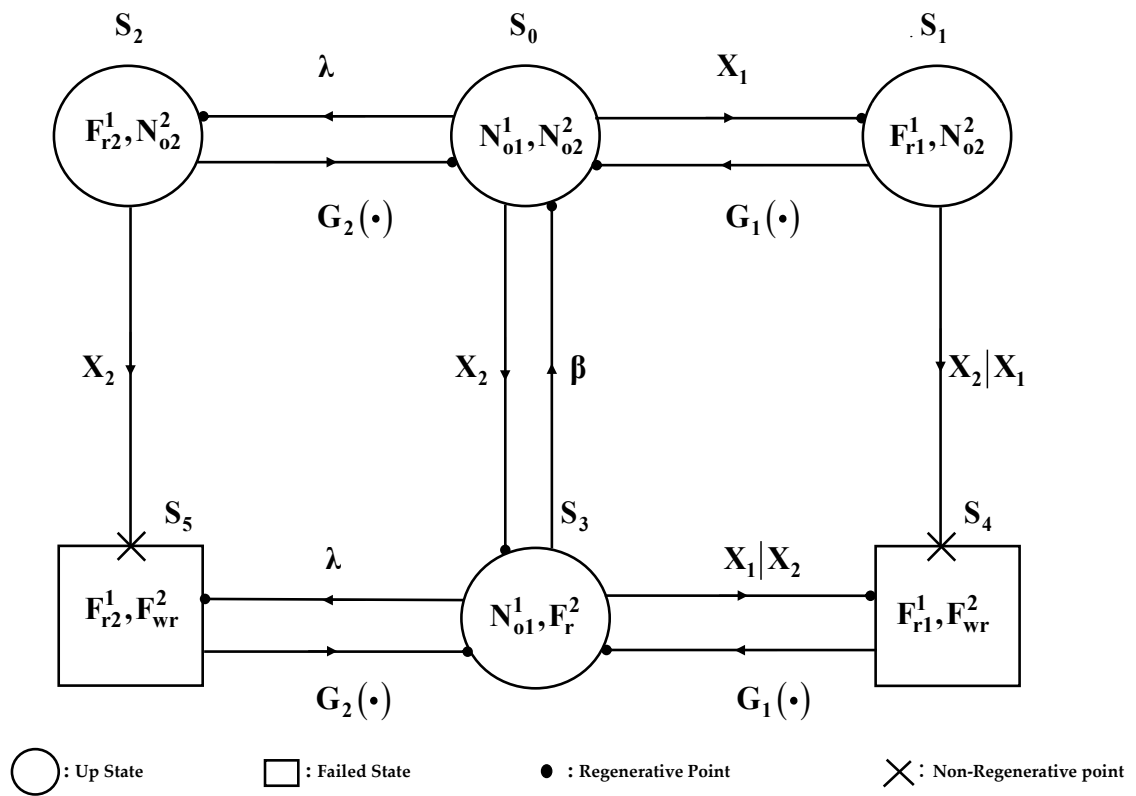 S₂
S₀
. S₁
λ
X₁
F¹ᵣ₂, N²ₒ₂
N¹ₒ₁, N²ₒ₂
F¹ᵣ₁, N²ₒ₂
G₂(•)
G₁(•)
X₂
X₂
β
X₂|X₁
S₅
S₃
S₄
λ
X₁|X₂
F¹ᵣ₂, F²wr
N¹ₒ₁, F²ᵣ
F¹ᵣ₁, F²wr
G₂(•)
G₁(•)
: Up State
: Failed State
: Regenerative Point
: Non-Regenerative point